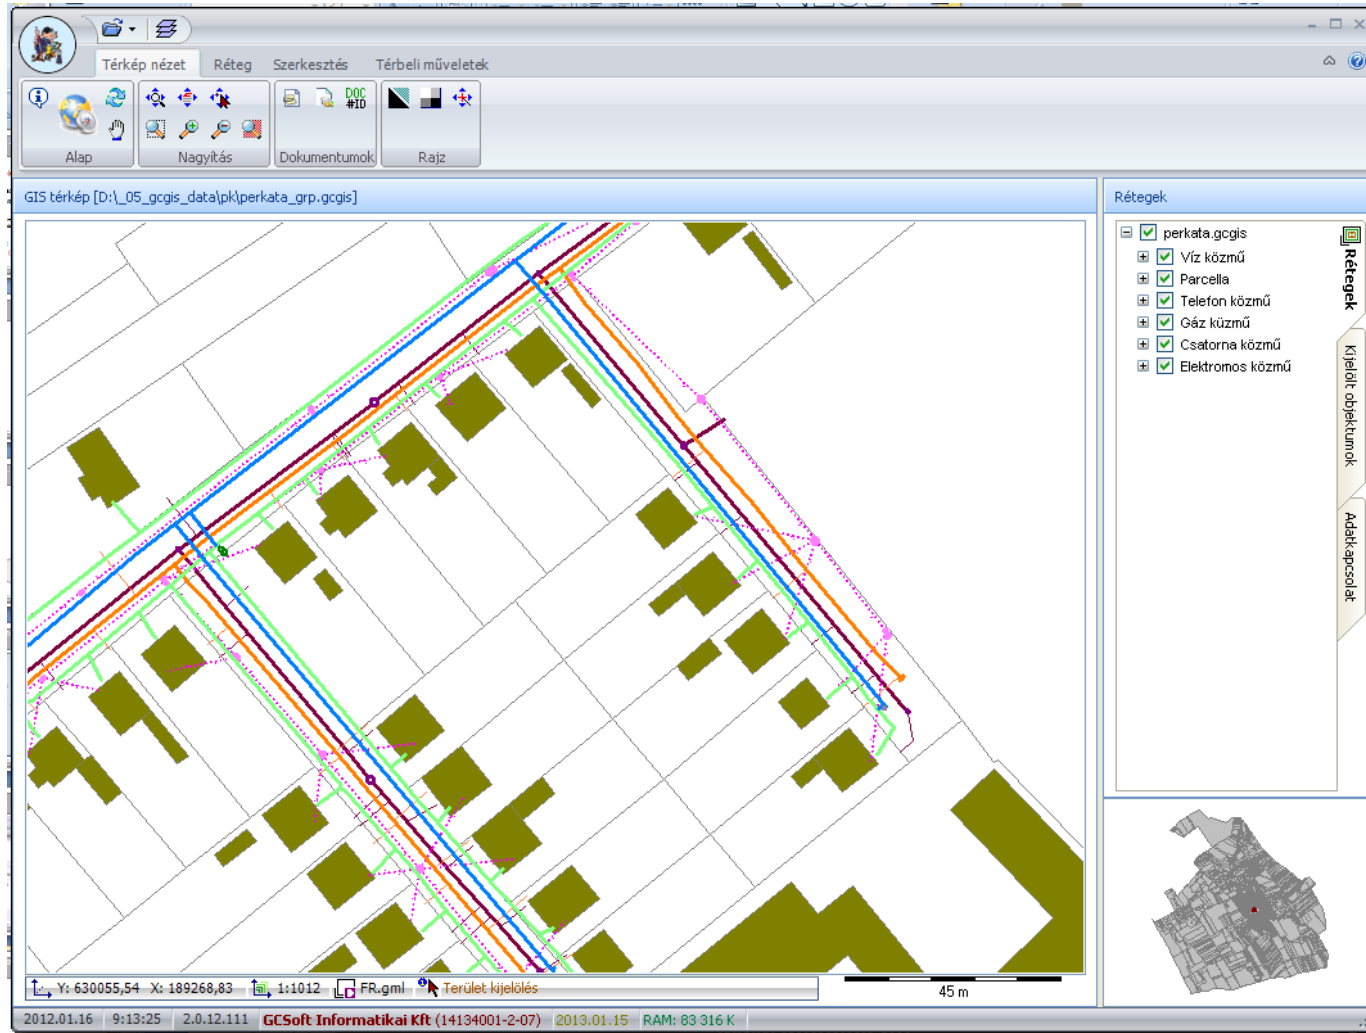 Térkép nézet Réteg Szerkesztés Térbeli műveletek
DOC
#ID
Alap Nagyítás Dokumentumok Rajz
GIS térkép [D:\_05_gcgis_data\pk\perkata_grp.gcgis]
Rétegek
perkata.gcgis
Víz közmű
Parcella
Telefon közmű
Gáz küzmű
Csatorna közmű
Elektromos közmű
Rétegek
Kijelölt objektumok
Adatkapcsolat
Y: 630055,54 X: 189268,83 1:1012 FR.gml Terület kijelölés
45 m
2012.01.16 9:13:25 2.0.12.111 GCSoft Informatikai Kft (14134001-2-07) 2013.01.15 RAM: 83 316 K